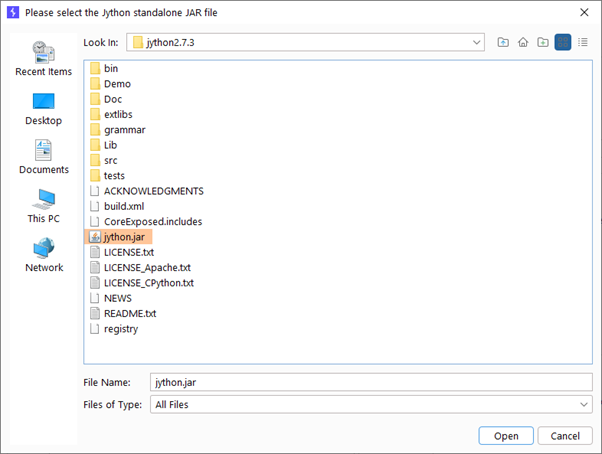 Please select the Jython standalone JAR file
Look In: jython2.7.3
Recent Items
Desktop
Documents
This PC
Network
bin
Demo
Doc
extlibs
grammar
Lib
src
tests
ACKNOWLEDGMENTS
build.xml
CoreExposed.includes
jython.jar
LICENSE.txt
LICENSE_Apache.txt
LICENSE_CPython.txt
NEWS
README.txt
registry
File Name: jython.jar
Files of Type: All Files
Open Cancel